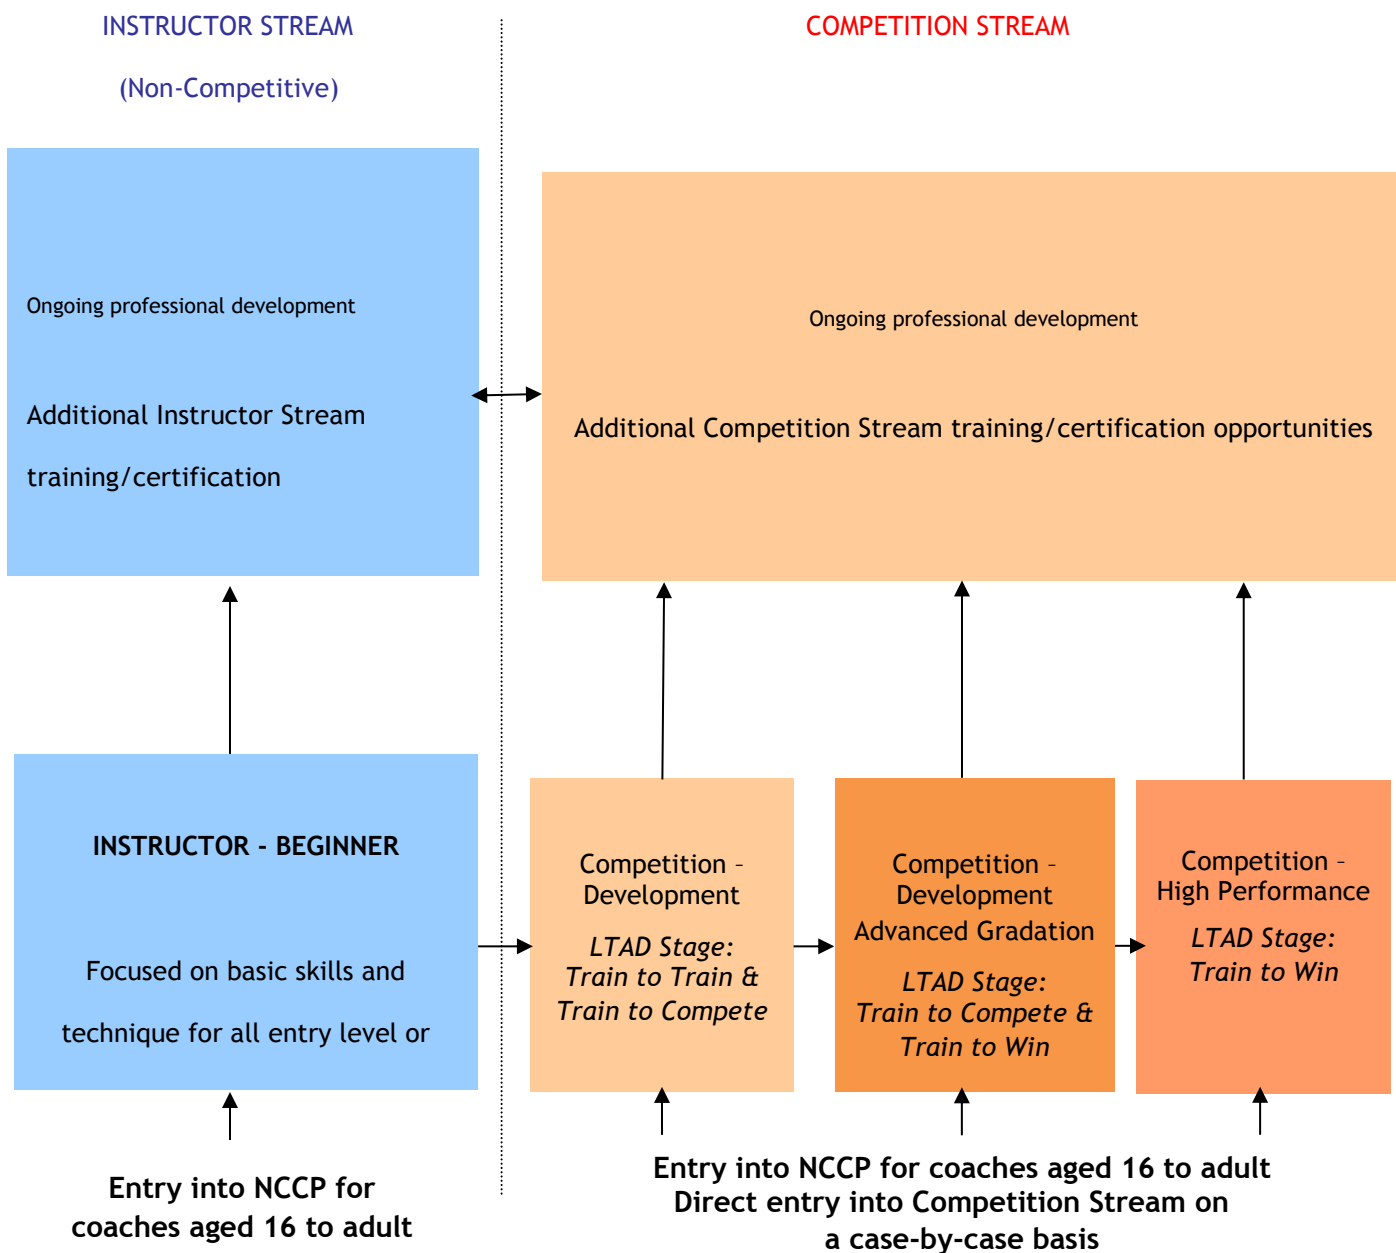 INSTRUCTOR STREAM
(Non-Competitive)
COMPETITION STREAM
Ongoing professional development
Additional Instructor Stream
training/certification
Ongoing professional development
Additional Competition Stream training/certification opportunities
INSTRUCTOR - BEGINNER
Focused on basic skills and
technique for all entry level or
Competition –
Development
LTAD Stage:
Train to Train &
Train to Compete
Competition –
Development
Advanced Gradation
LTAD Stage:
Train to Compete &
Train to Win
Competition –
High Performance
LTAD Stage:
Train to Win
Entry into NCCP for
coaches aged 16 to adult
Entry into NCCP for coaches aged 16 to adult
Direct entry into Competition Stream on
a case-by-case basis